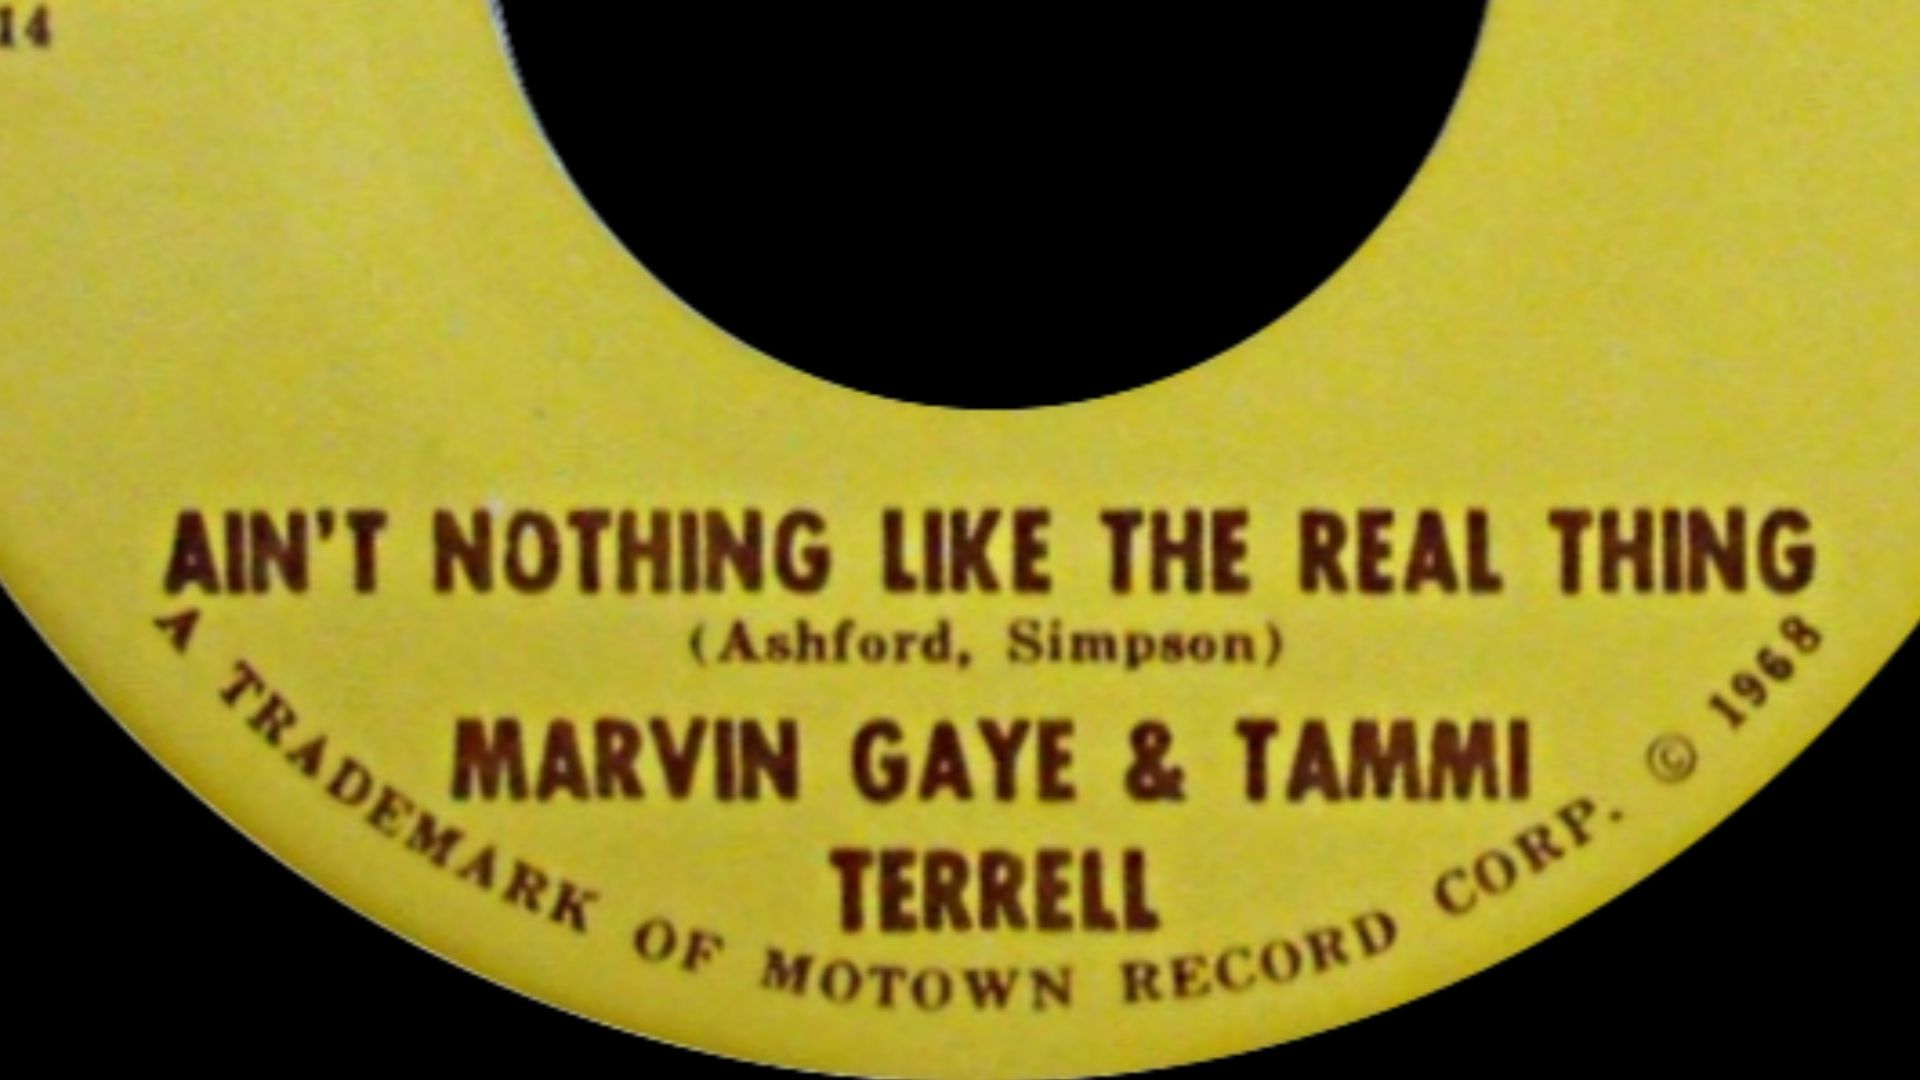 14
AIN'T NOTHING LIKE THE REAL THING
(Ashford, Simpson)
MARVIN GAYE & TAMMI
TERRELL
A TRADEMARK OF MOTOWN RECORD CORP. © 1968